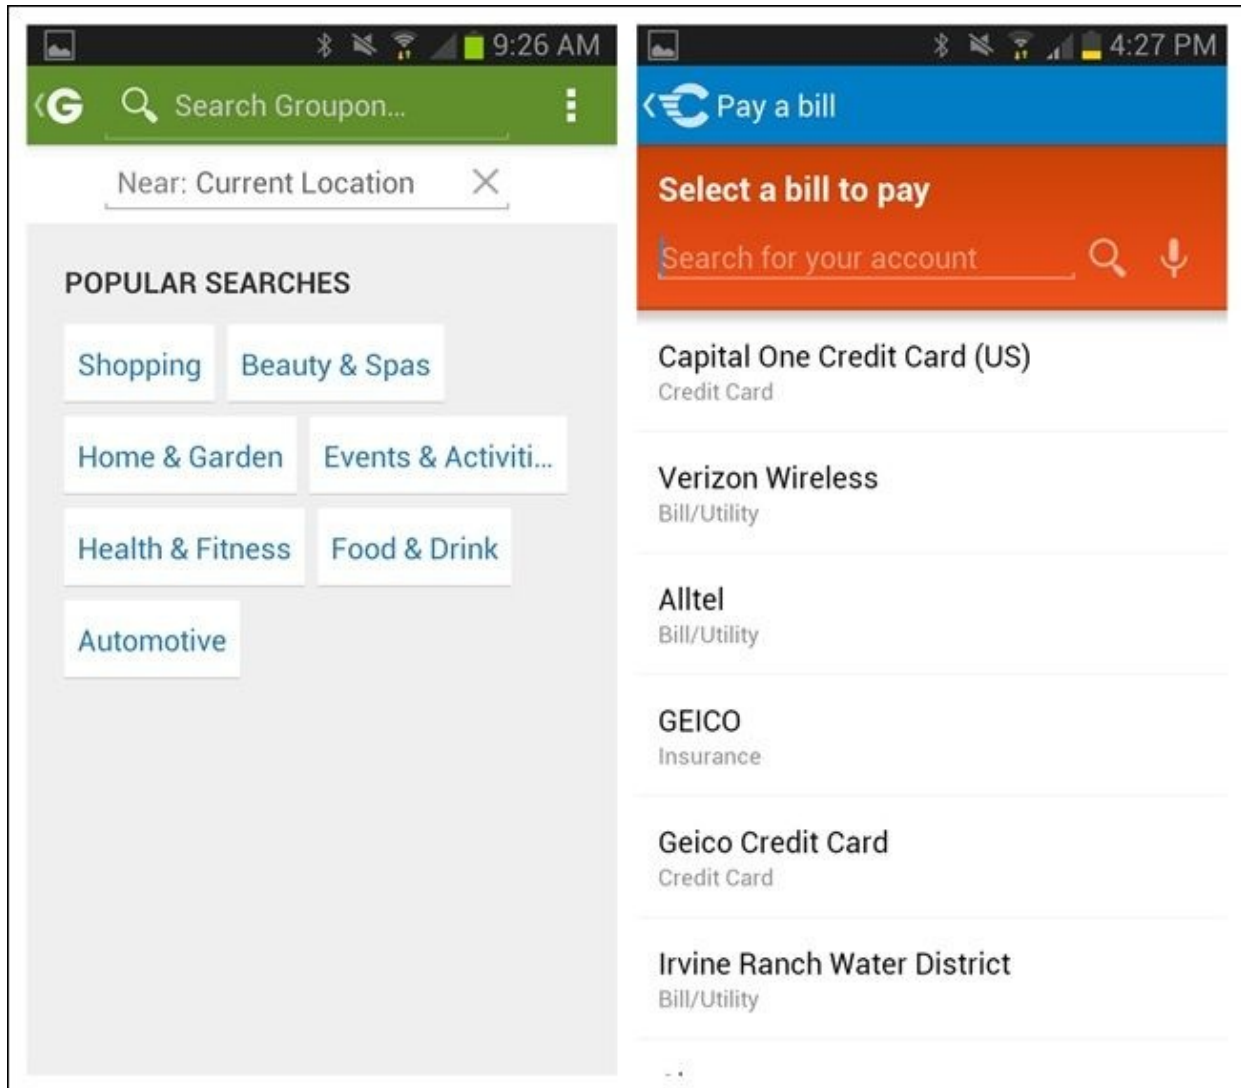 9:26 AM
G Search Groupon...
Near: Current Location
POPULAR SEARCHES
Shopping Beauty & Spas
Home & Garden Events & Activiti...
Health & Fitness Food & Drink
Automotive
4:27 PM
Pay a bill
Select a bill to pay
Search for your account
Capital One Credit Card (US)
Credit Card
Verizon Wireless
Bill/Utility
Alltel
Bill/Utility
GEICO
Insurance
Geico Credit Card
Credit Card
Irvine Ranch Water District
Bill/Utility